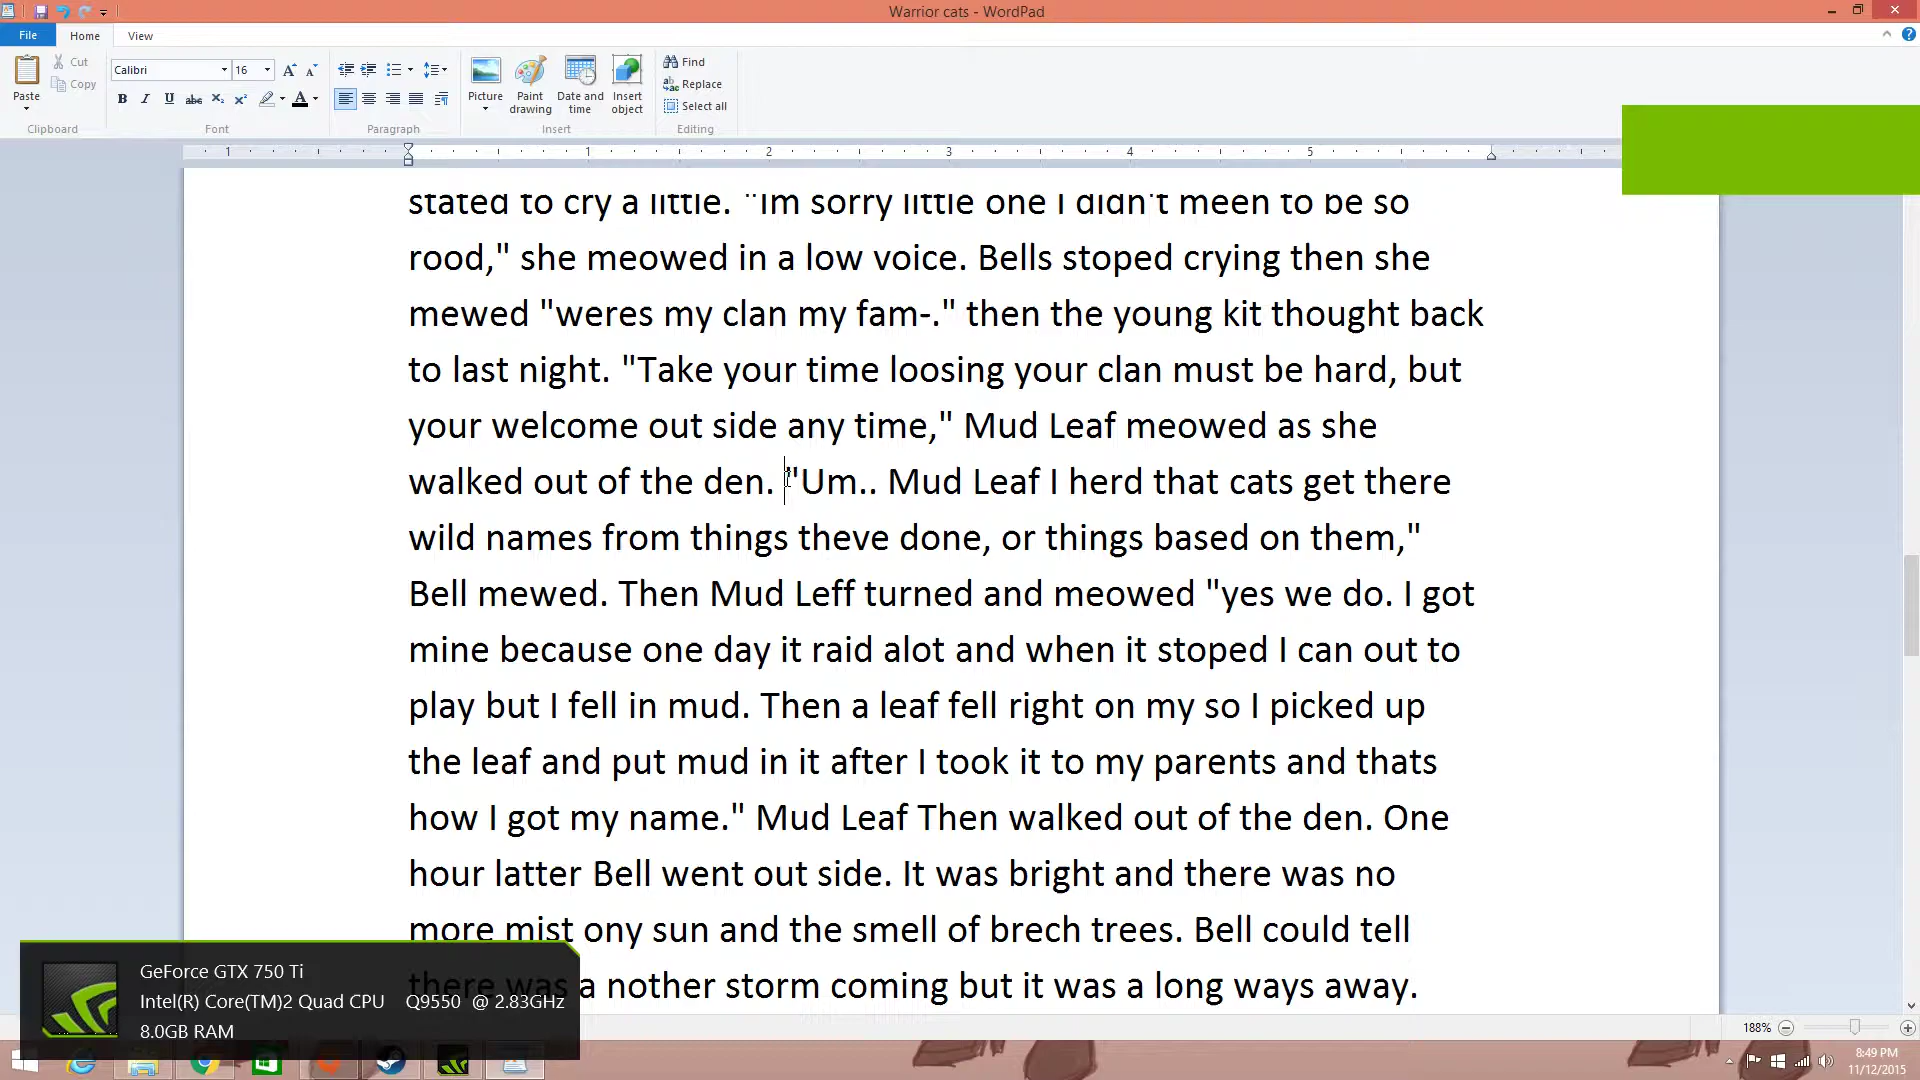 Warrior cats - WordPad
File Home View
Paste
Cut
Copy
Clipboard
Calibri 16
Font
Paragraph
Picture
Paint drawing
Date and time
Insert object
Insert
Find
Replace
Select all
Editing
1 1 2 3 4 5
stated to cry a little. "Im sorry little one I didn't meen to be so
rood," she meowed in a low voice. Bells stoped crying then she
mewed "weres my clan my fam-." then the young kit thought back
to last night. "Take your time loosing your clan must be hard, but
your welcome out side any time," Mud Leaf meowed as she
walked out of the den. "Um.. Mud Leaf I herd that cats get there
wild names from things theve done, or things based on them,"
Bell mewed. Then Mud Leff turned and meowed "yes we do. I got
mine because one day it raid alot and when it stoped I can out to
play but I fell in mud. Then a leaf fell right on my so I picked up
the leaf and put mud in it after I took it to my parents and thats
how I got my name." Mud Leaf Then walked out of the den. One
hour latter Bell went out side. It was bright and there was no
more mist ony sun and the smell of brech trees. Bell could tell
there was a nother storm coming but it was a long ways away.
GeForce GTX 750 Ti
Intel(R) Core(TM)2 Quad CPU Q9550 @ 2.83GHz
8.0GB RAM
188%
8:49 PM
11/12/2015